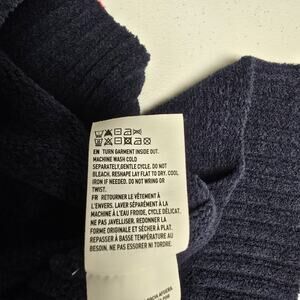 EN TURN GARMENT INSIDE OUT.
MACHINE WASH COLD
SEPARATELY,GENTLE CYCLE. DO NOT
BLEACH. RESHAPE LAY FLAT TO DRY. COOL
IRON IF NEEDED. DO NOT WRING OR
TWIST.
FR RETOURNER LE VÊTEMENT À
L'ENVERS. LAVER SÉPARÉMENT À LA
MACHINE À L'EAU FROIDE, CYCLE DÉLICAT.
NE PAS JAVELLISER. REDONNER LA
FORME ORIGINALE ET SÉCHER À PLAT.
REPASSER À BASSE TEMPÉRATURE AU
BESOIN. NE PAS ESSORER NI TORDRE.
AFUERA